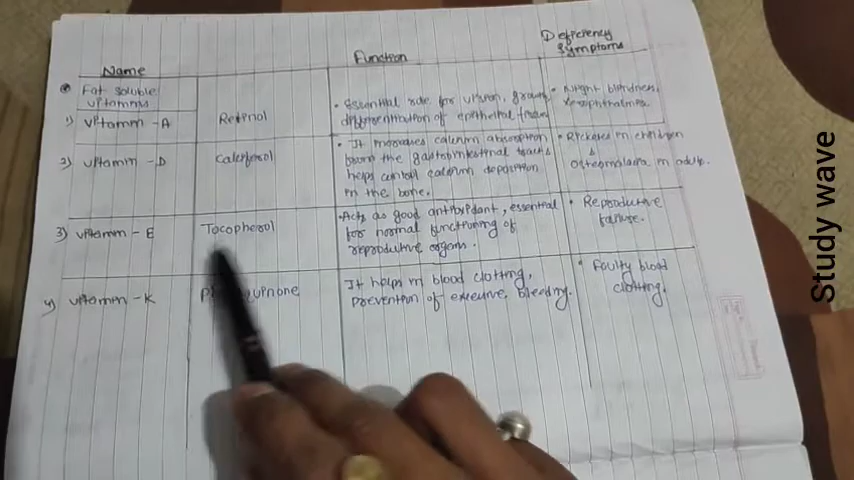 Name
Function
Deficiency
Symptoms
Fat soluble
vitamins
1) Vitamin - A
Retinol
• Essential role for vision, growth
differentiation of epithelial tissue
• Night blindness,
Xerophthalmia.
2) Vitamin - D
Calciferol
• It increases calcium absorption
from the gastointestinal tracts
helps control calcium deposition
in the bone.
• Rickets in children
&
Osteomalacia in adults.
3) Vitamin - E
Tocopherol
• Acts as good antioxidant, essential
for normal functioning of
reproductive organs.
• Reproductive
failure.
4) Vitamin - K
It helps in blood clotting,
prevention of excessive bleeding.
• Faulty blood
clotting.
Study wave